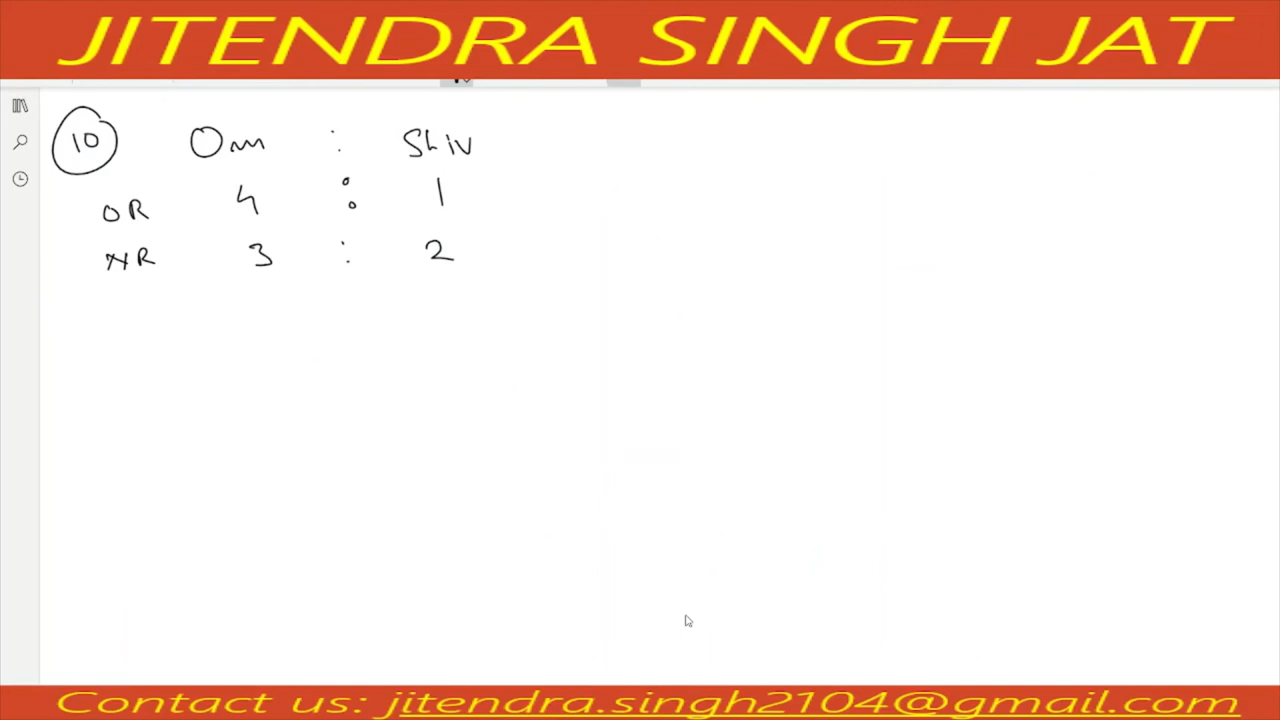 JITENDRA SINGH JAT
10 Om : Shiv
OR 4 : 1
NR 3 : 2
Contact us: jitendra.singh2104@gmail.com